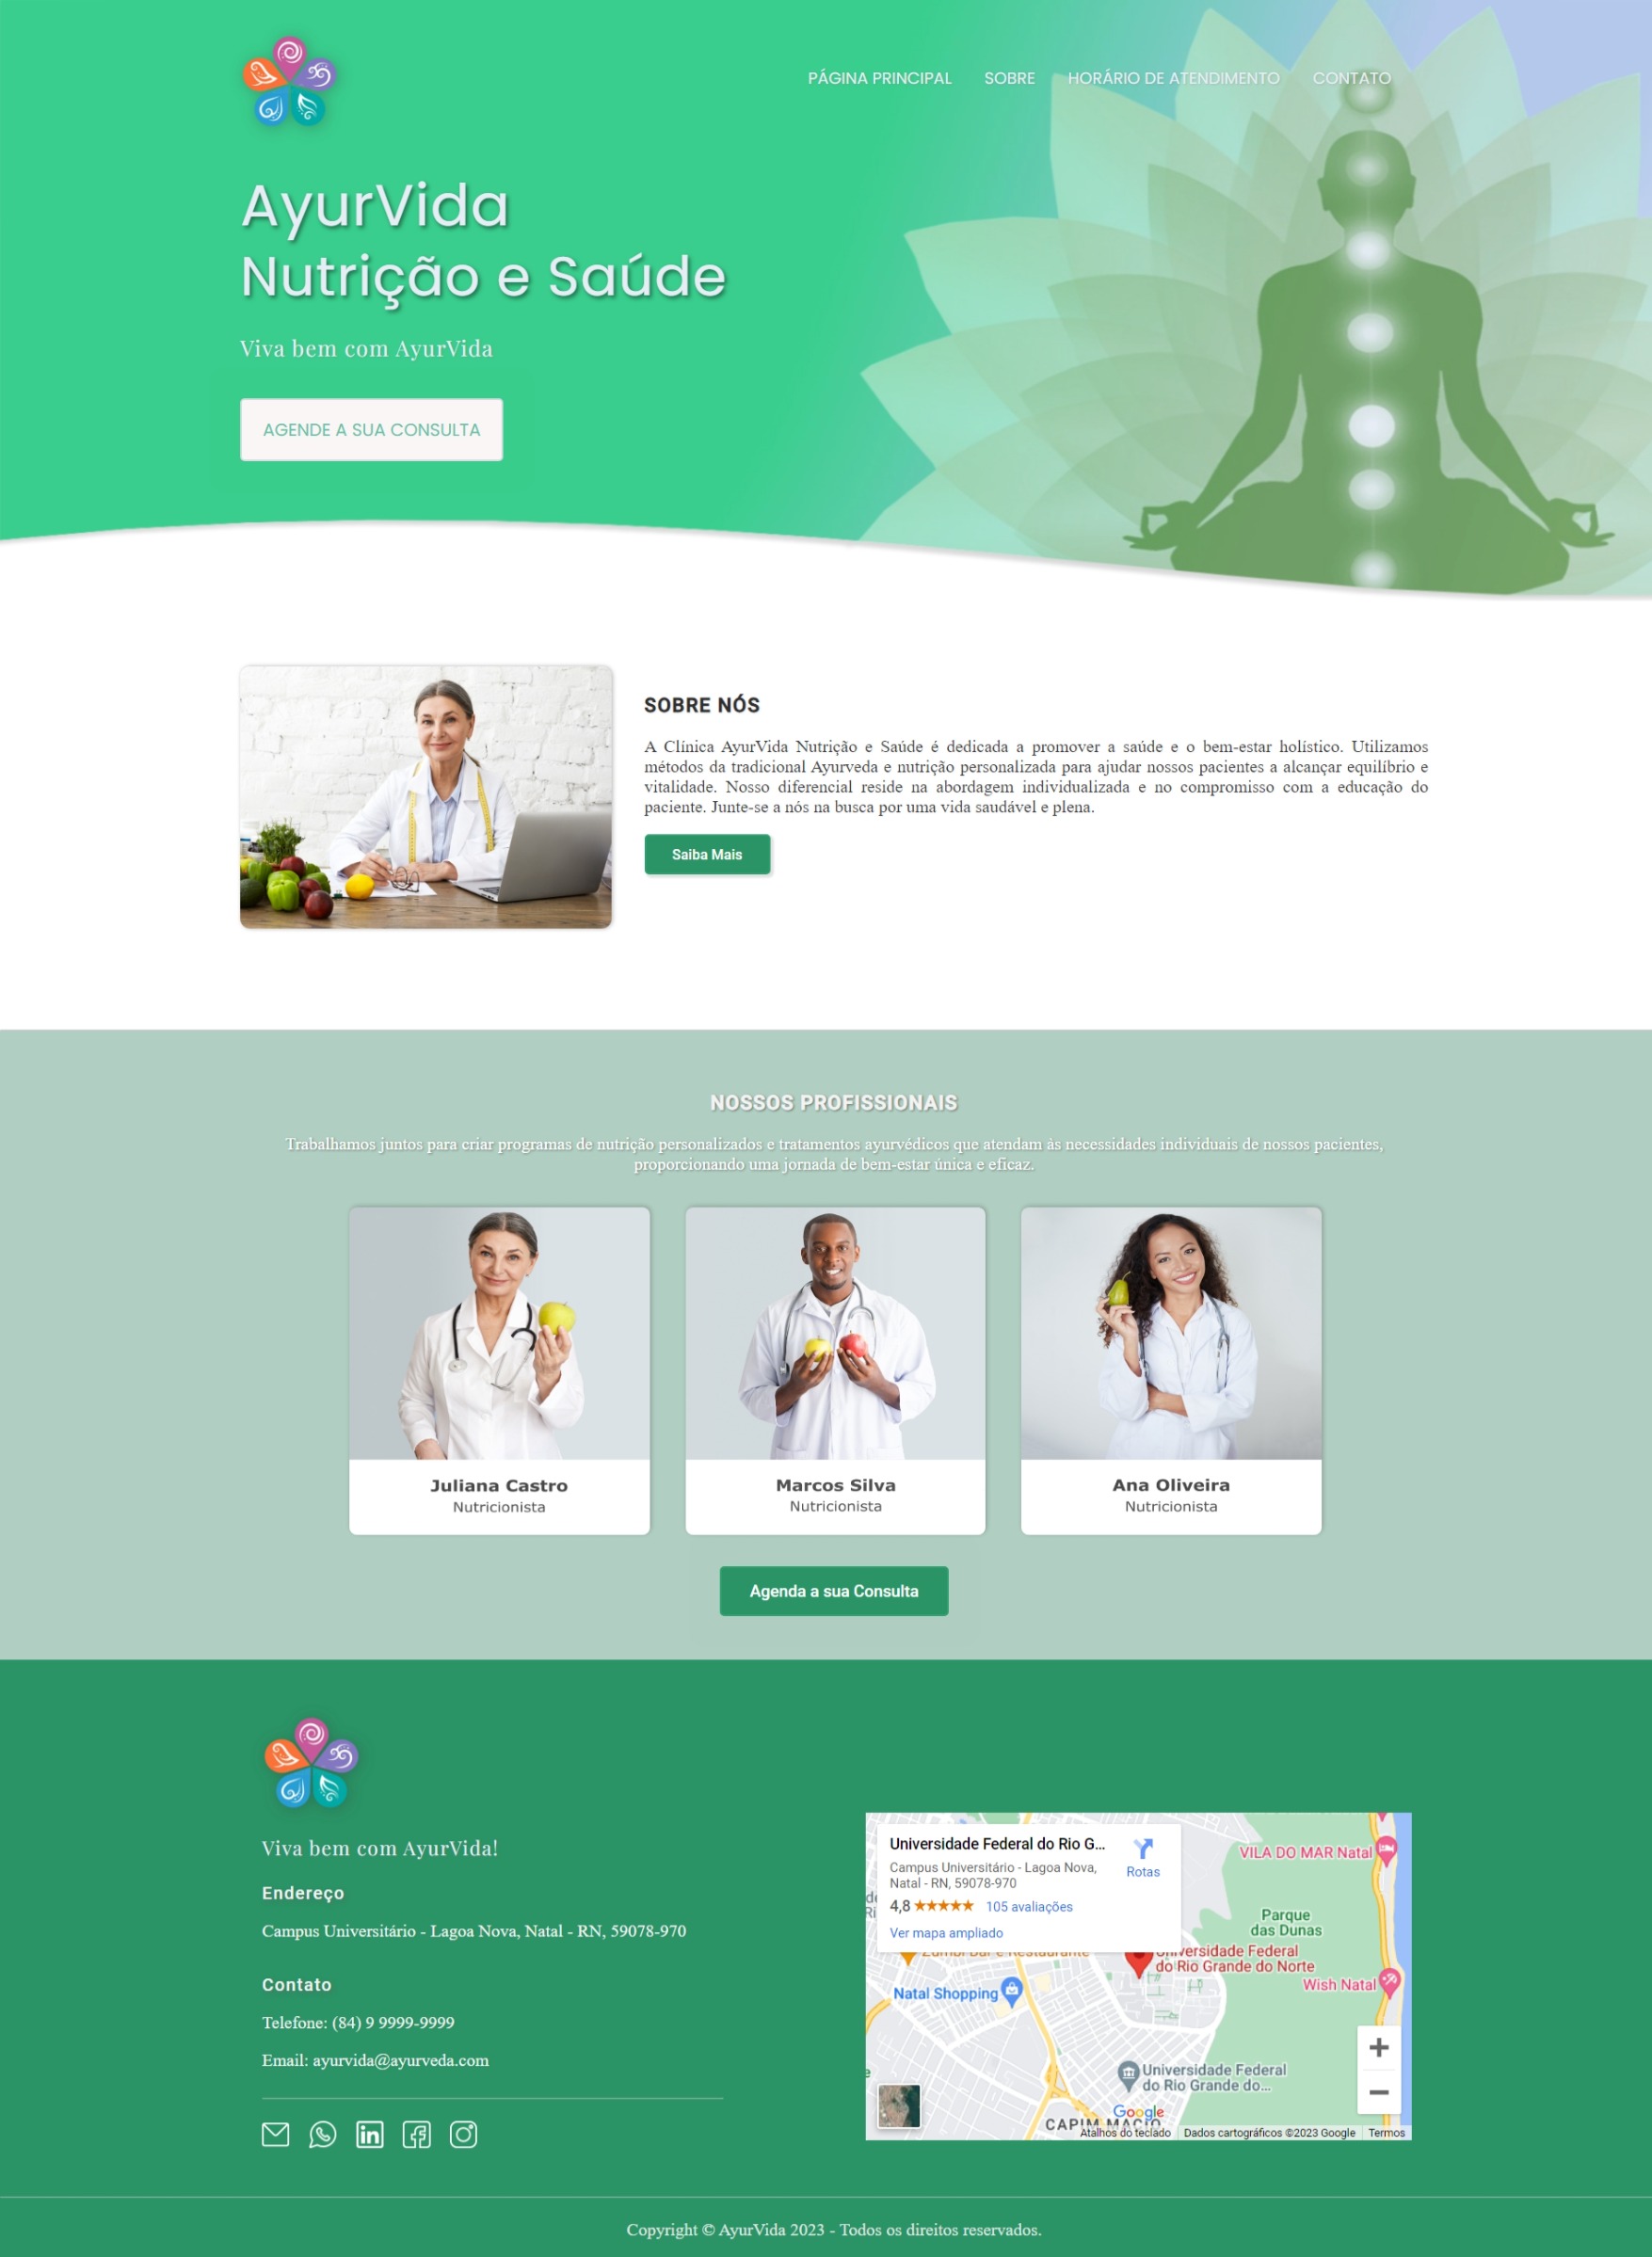 PÁGINA PRINCIPAL SOBRE HORÁRIO DE ATENDIMENTO CONTATO
AyurVida
Nutrição e Saúde
Viva bem com AyurVida
AGENDE A SUA CONSULTA
SOBRE NÓS
A Clínica AyurVida Nutrição e Saúde é dedicada a promover a saúde e o bem-estar holístico. Utilizamos
métodos da tradicional Ayurveda e nutrição personalizada para ajudar nossos pacientes a alcançar equilíbrio e
vitalidade. Nosso diferencial reside na abordagem individualizada e no compromisso com a educação do
paciente. Junte-se a nós na busca por uma vida saudável e plena.
Saiba Mais
NOSSOS PROFISSIONAIS
Trabalhamos juntos para criar programas de nutrição personalizados e tratamentos ayurvédicos que atendam às necessidades individuais de nossos pacientes,
proporcionando uma jornada de bem-estar única e eficaz.
Juliana Castro
Nutricionista
Marcos Silva
Nutricionista
Ana Oliveira
Nutricionista
Agenda a sua Consulta
Viva bem com AyurVida!
Endereço
Campus Universitário - Lagoa Nova, Natal - RN, 59078-970
Contato
Telefone: (84) 9 9999-9999
Email: ayurvida@ayurveda.com
Universidade Federal do Rio G...
Campus Universitário - Lagoa Nova,
Natal - RN, 59078-970
Rotas
4,8 ★★★★★ 105 avaliações
Ver mapa ampliado
VILA DO MAR Natal
Parque
das Dunas
Universidade Federal
do Rio Grande do Norte
Wish Natal
Natal Shopping
Universidade Federal
do Rio Grande do...
Google
CAPIM MACIO
Atalhos do teclado Dados cartográficos ©2023 Google Termos
Copyright © AyurVida 2023 - Todos os direitos reservados.